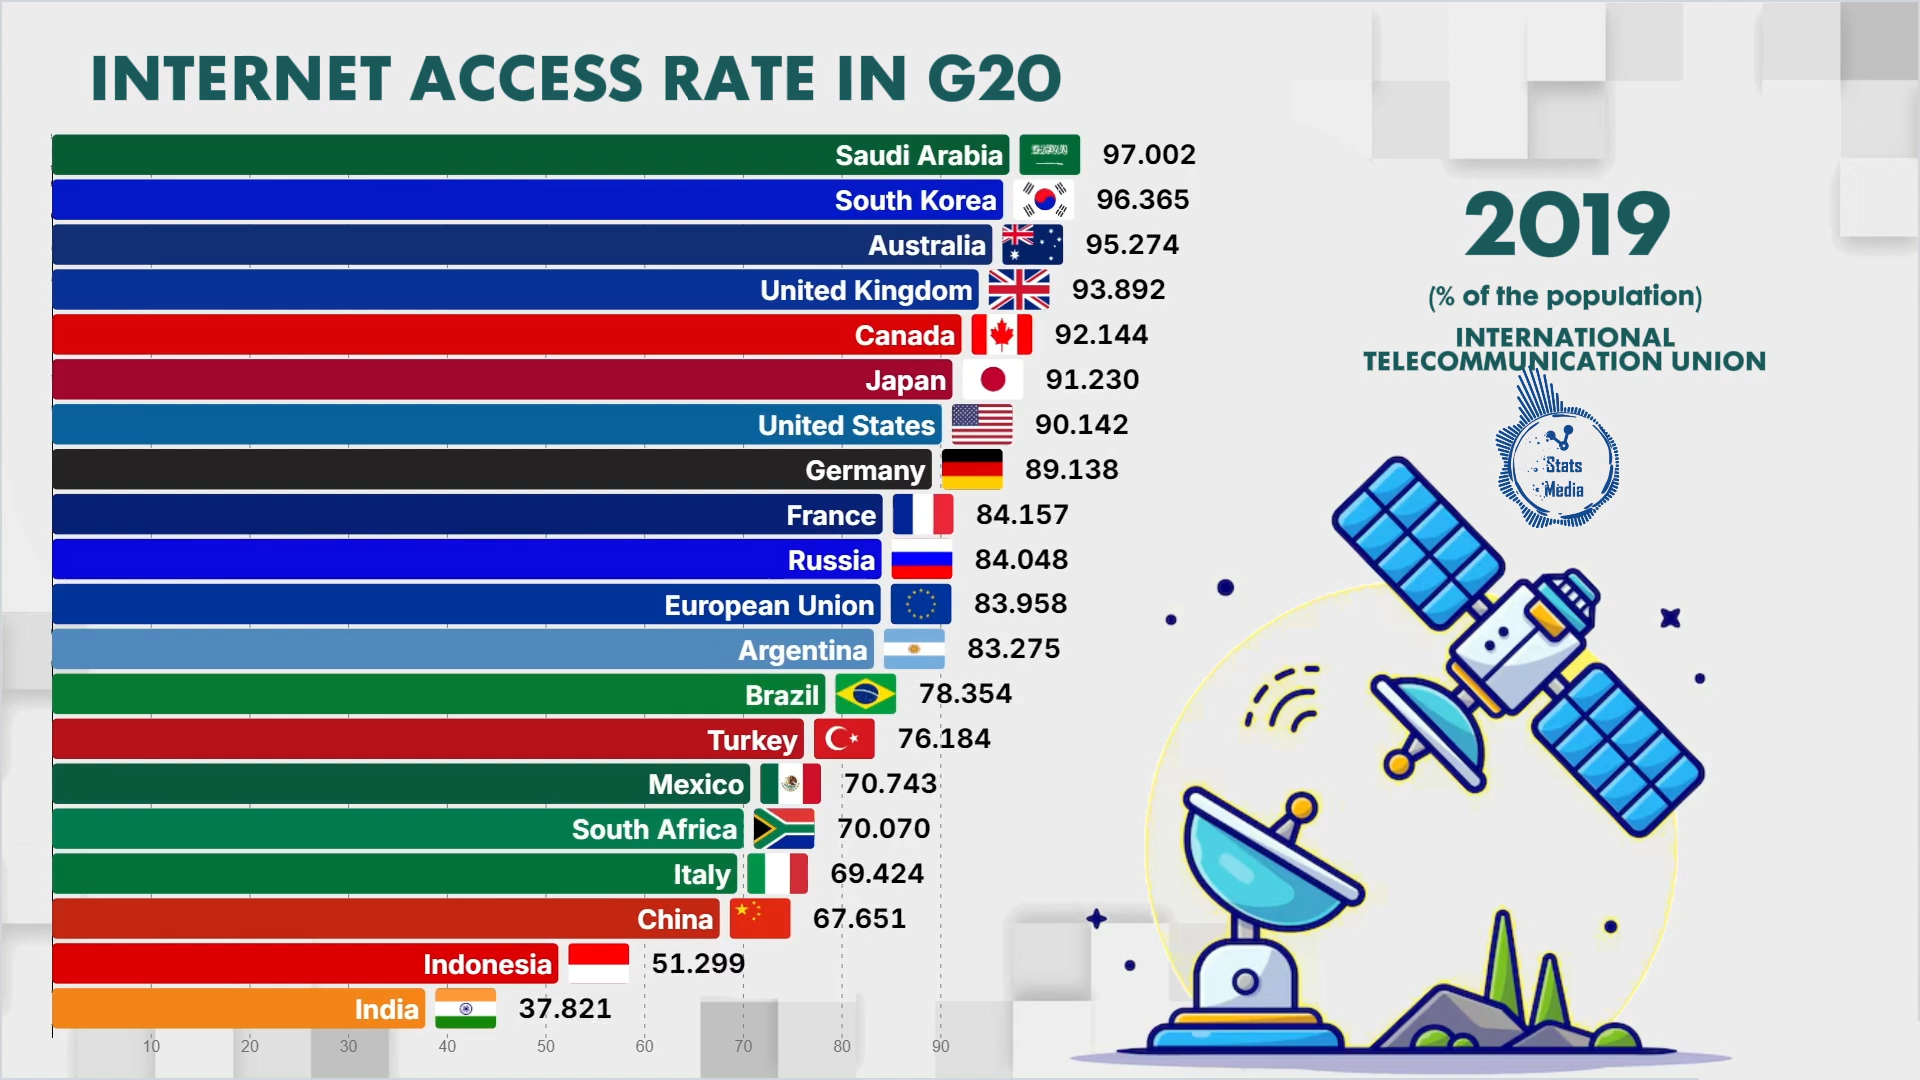 INTERNET ACCESS RATE IN G20
Saudi Arabia 97.002
South Korea 96.365
Australia 95.274
United Kingdom 93.892
Canada 92.144
Japan 91.230
United States 90.142
Germany 89.138
France 84.157
Russia 84.048
European Union 83.958
Argentina 83.275
Brazil 78.354
Turkey 76.184
Mexico 70.743
South Africa 70.070
Italy 69.424
China 67.651
Indonesia 51.299
India 37.821
10 20 30 40 50 60 70 80 90
2019
(% of the population)
INTERNATIONAL
TELECOMMUNICATION UNION
Stats
Media